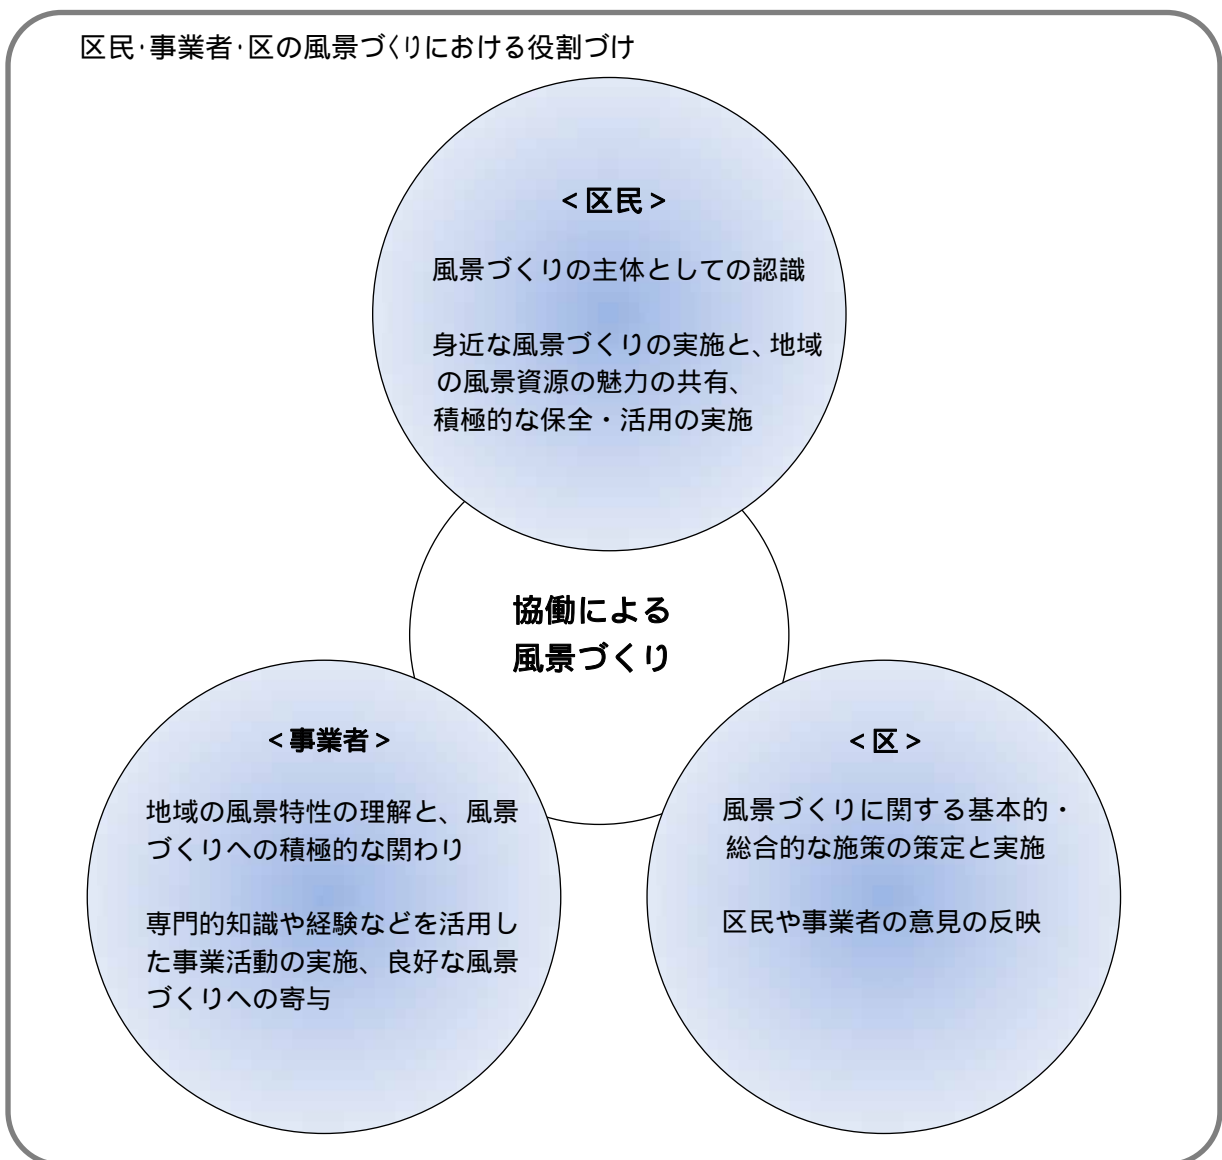 区民・事業者・区の風景づくりにおける役割づけ
<区民>
風景づくりの主体としての認識
身近な風景づくりの実施と、地域
の風景資源の魅力の共有、
積極的な保全・活用の実施
協働による
風景づくり
<事業者>
地域の風景特性の理解と、風景
づくりへの積極的な関わり
専門的知識や経験などを活用し
た事業活動の実施、良好な風景
づくりへの寄与
<区>
風景づくりに関する基本的・
総合的な施策の策定と実施
区民や事業者の意見の反映